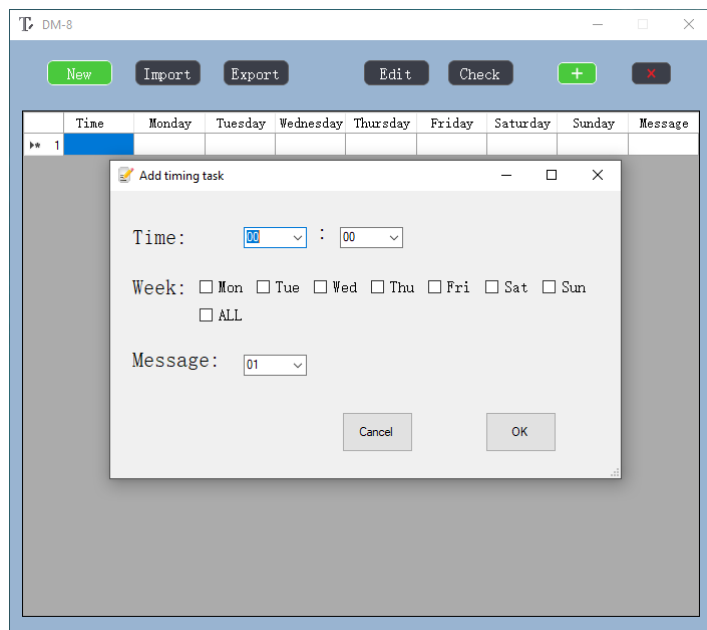 DM-8
New Import Export Edit Check + ×
Time Monday Tuesday Wednesday Thursday Friday Saturday Sunday Message
1
Add timing task
Time: 00 : 00
Week: Mon Tue Wed Thu Fri Sat Sun
ALL
Message: 01
Cancel OK